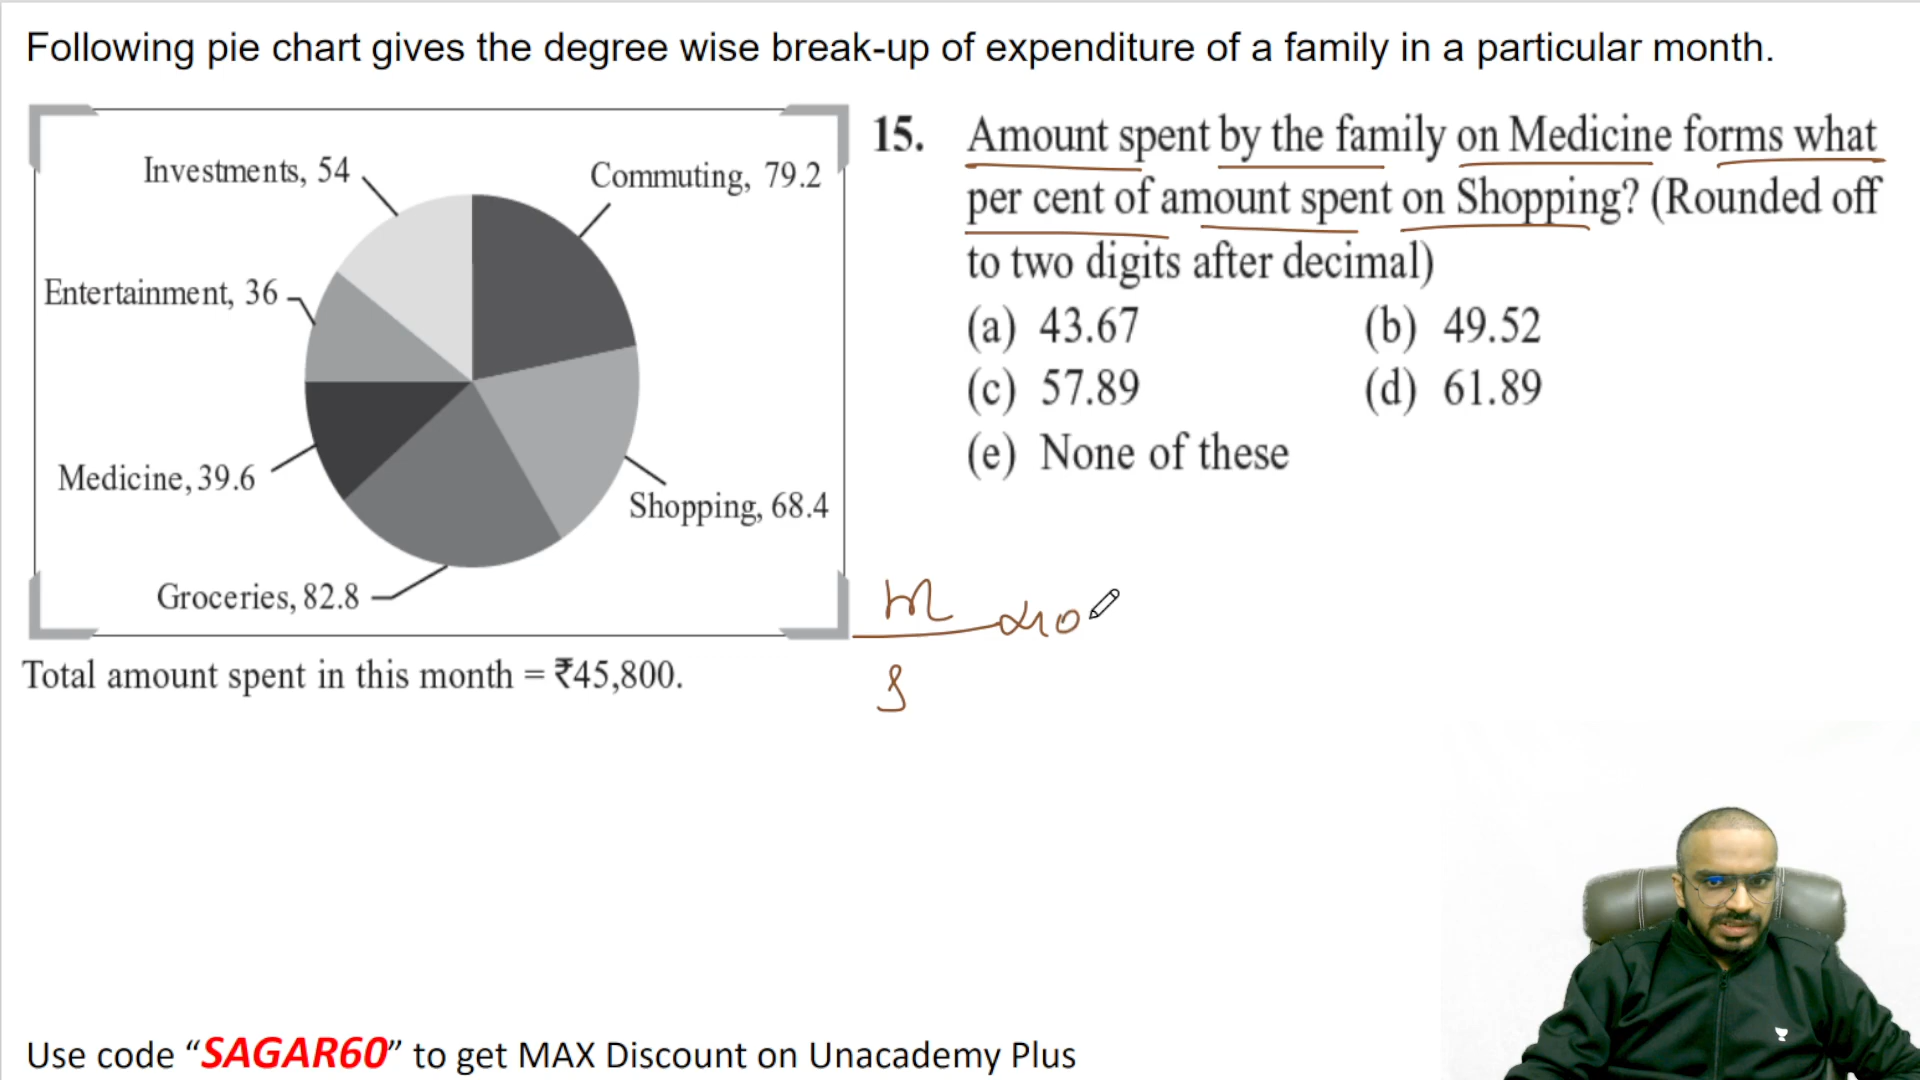 Following pie chart gives the degree wise break-up of expenditure of a family in a particular month.
Investments, 54
Commuting, 79.2
Entertainment, 36
Medicine, 39.6
Shopping, 68.4
Groceries, 82.8
Total amount spent in this month = ₹45,800.
15. Amount spent by the family on Medicine forms what
per cent of amount spent on Shopping? (Rounded off
to two digits after decimal)
(a) 43.67 (b) 49.52
(c) 57.89 (d) 61.89
(e) None of these
m
×10
S
Use code “SAGAR60” to get MAX Discount on Unacademy Plus